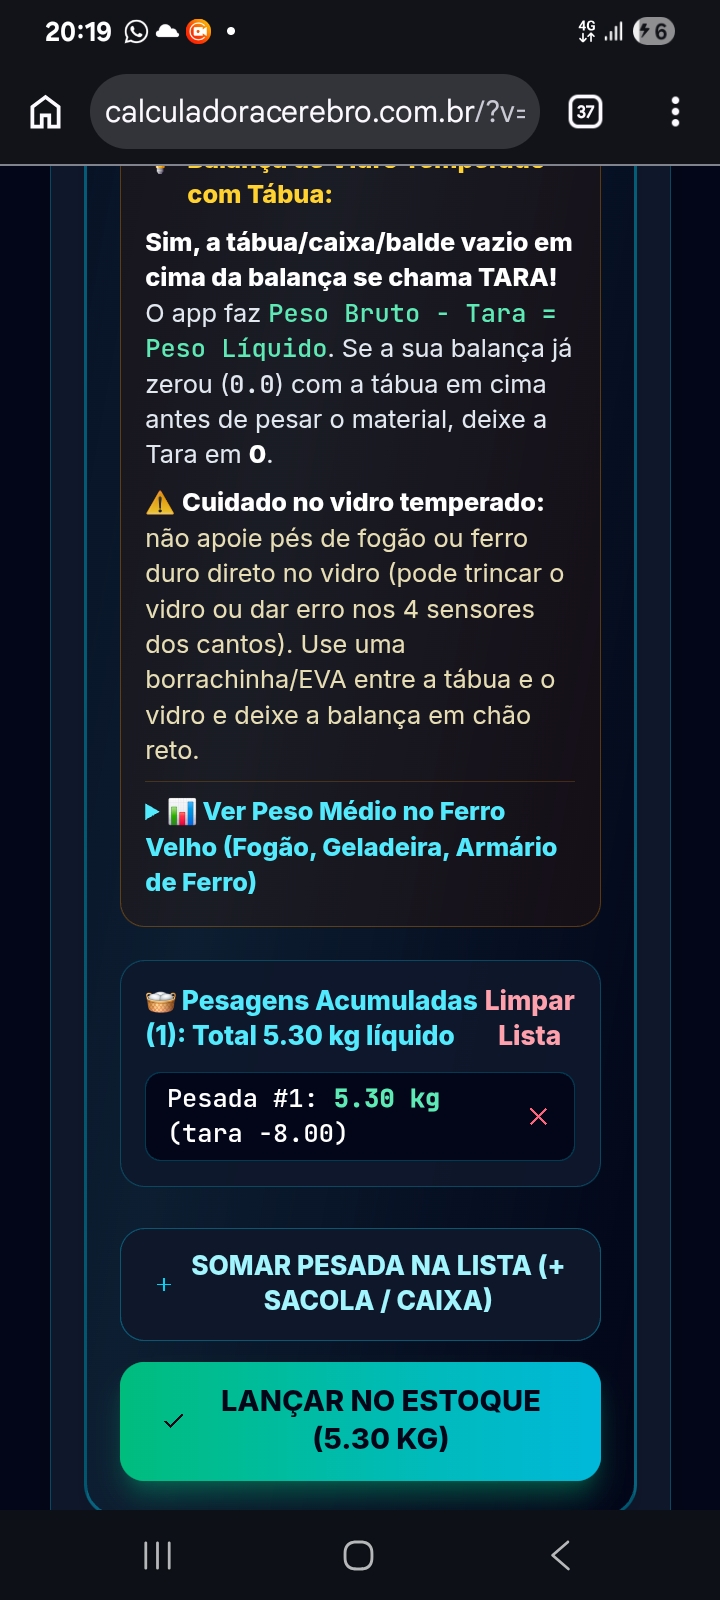 20:19
4G
6
calculadoracerebro.com.br/?v=
37
Balança de Vidro Temperado
com Tábua:
Sim, a tábua/caixa/balde vazio em
cima da balança se chama TARA!
O app faz Peso Bruto - Tara =
Peso Líquido. Se a sua balança já
zerou (0.0) com a tábua em cima
antes de pesar o material, deixe a
Tara em 0.
⚠️ Cuidado no vidro temperado:
não apoie pés de fogão ou ferro
duro direto no vidro (pode trincar o
vidro ou dar erro nos 4 sensores
dos cantos). Use uma
borrachinha/EVA entre a tábua e o
vidro e deixe a balança em chão
reto.
▶ 📊 Ver Peso Médio no Ferro
Velho (Fogão, Geladeira, Armário
de Ferro)
🧺 Pesagens Acumuladas
(1): Total 5.30 kg líquido
Limpar
Lista
Pesada #1: 5.30 kg
(tara -8.00)
+ SOMAR PESADA NA LISTA (+
SACOLA / CAIXA)
✓ LANÇAR NO ESTOQUE
(5.30 KG)